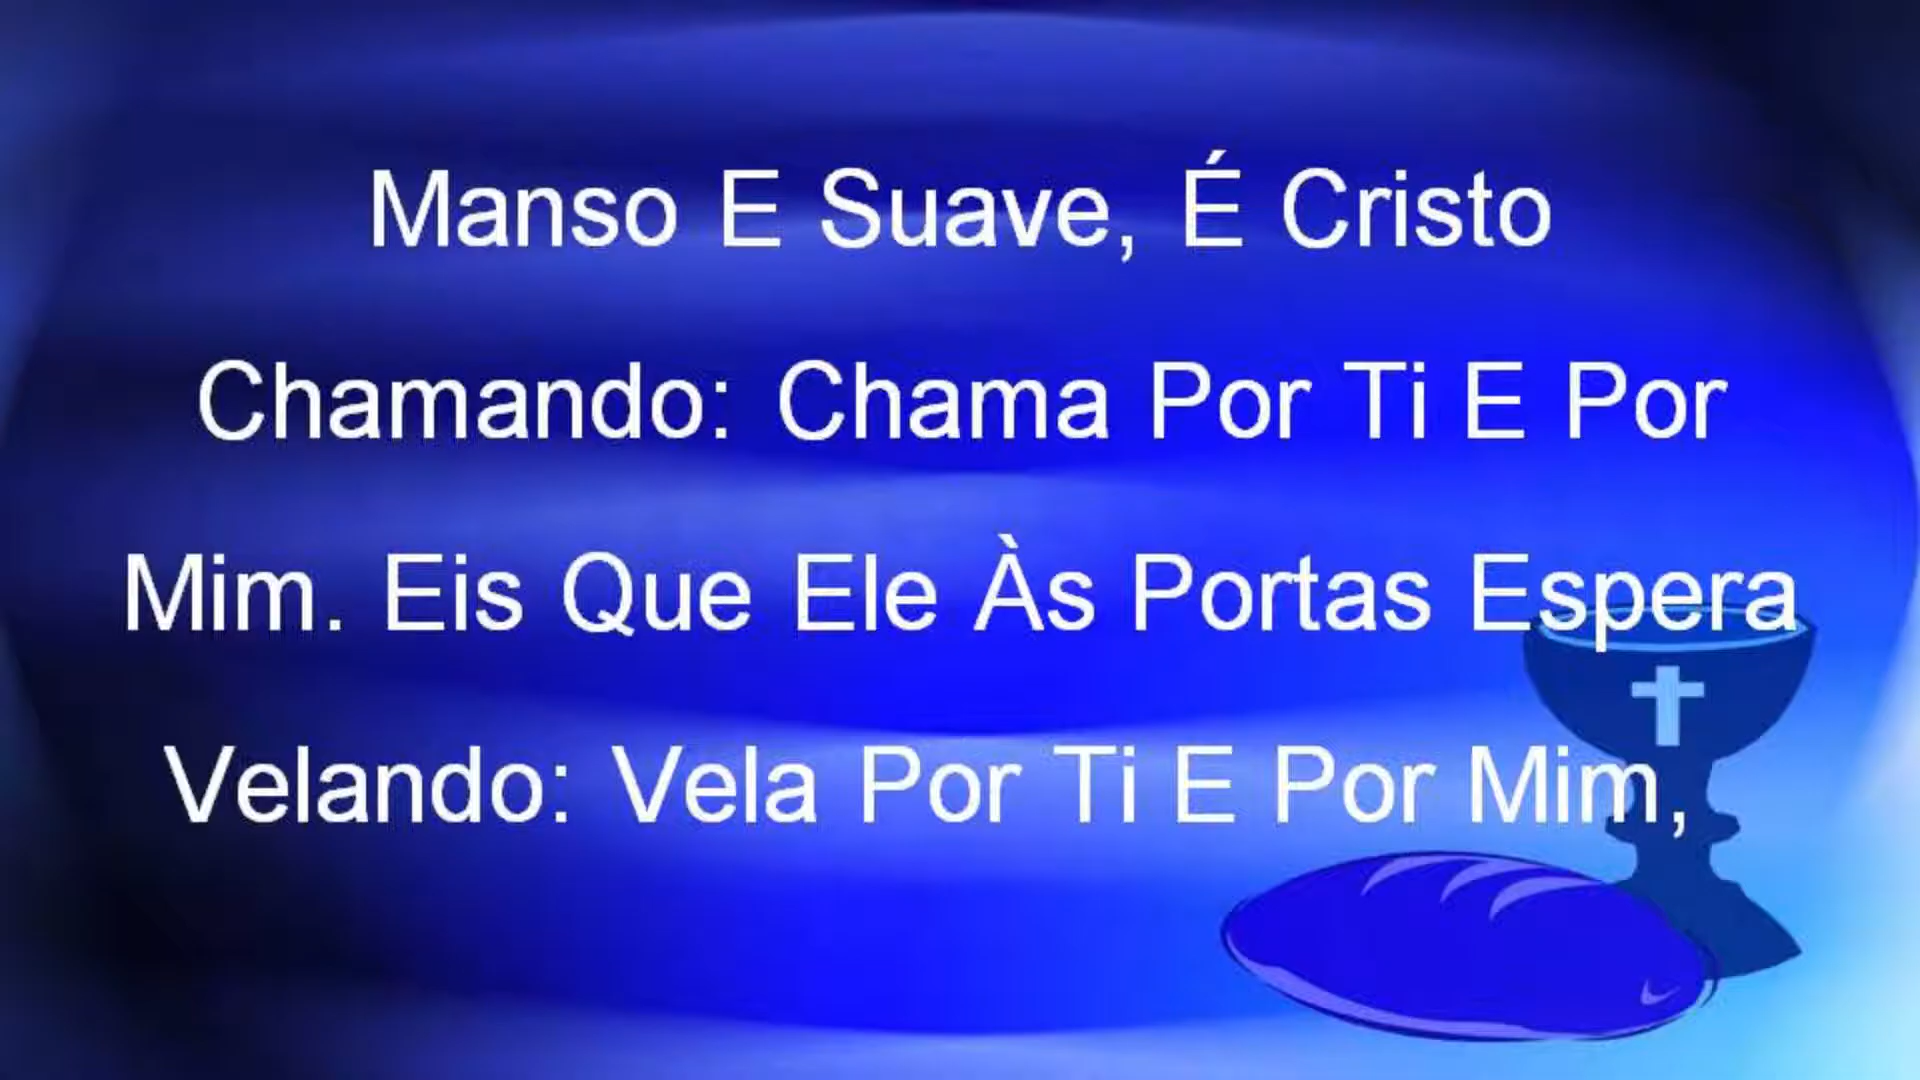 Manso E Suave, É Cristo
Chamando: Chama Por Ti E Por
Mim. Eis Que Ele Às Portas Espera
Velando: Vela Por Ti E Por Mim,